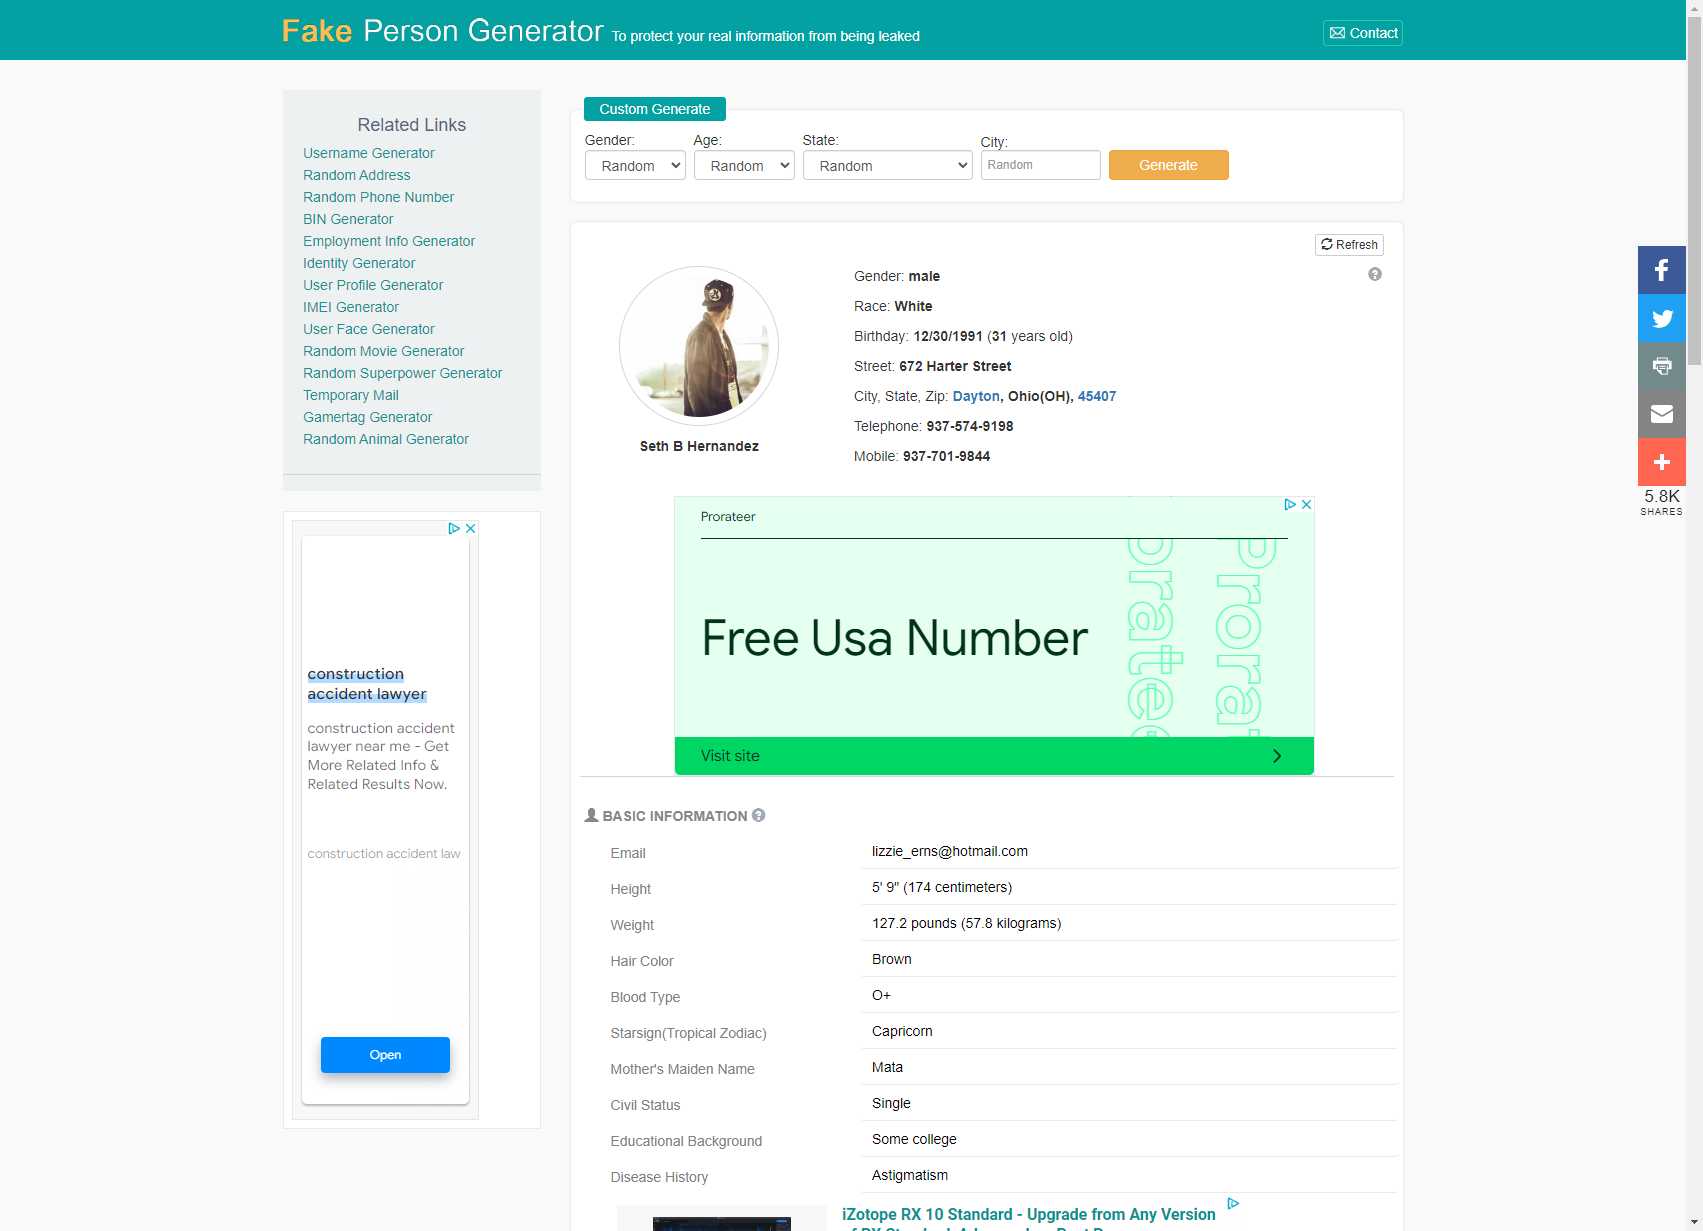 Fake Person Generator To protect your real information from being leaked
Contact
Related Links
Username Generator
Random Address
Random Phone Number
BIN Generator
Employment Info Generator
Identity Generator
User Profile Generator
IMEI Generator
User Face Generator
Random Movie Generator
Random Superpower Generator
Temporary Mail
Gamertag Generator
Random Animal Generator
construction
accident lawyer
construction accident
lawyer near me - Get
More Related Info &
Related Results Now.
construction accident law
Open
Custom Generate
Gender: Age: State: City:
Random Random Random Random Generate
Refresh
Seth B Hernandez
Gender: male
Race: White
Birthday: 12/30/1991 (31 years old)
Street: 672 Harter Street
City, State, Zip: Dayton, Ohio(OH), 45407
Telephone: 937-574-9198
Mobile: 937-701-9844
Prorateer
Free Usa Number
Visit site
BASIC INFORMATION
Email lizzie_erns@hotmail.com
Height 5' 9" (174 centimeters)
Weight 127.2 pounds (57.8 kilograms)
Hair Color Brown
Blood Type O+
Starsign(Tropical Zodiac) Capricorn
Mother's Maiden Name Mata
Civil Status Single
Educational Background Some college
Disease History Astigmatism
iZotope RX 10 Standard - Upgrade from Any Version
5.8K
SHARES